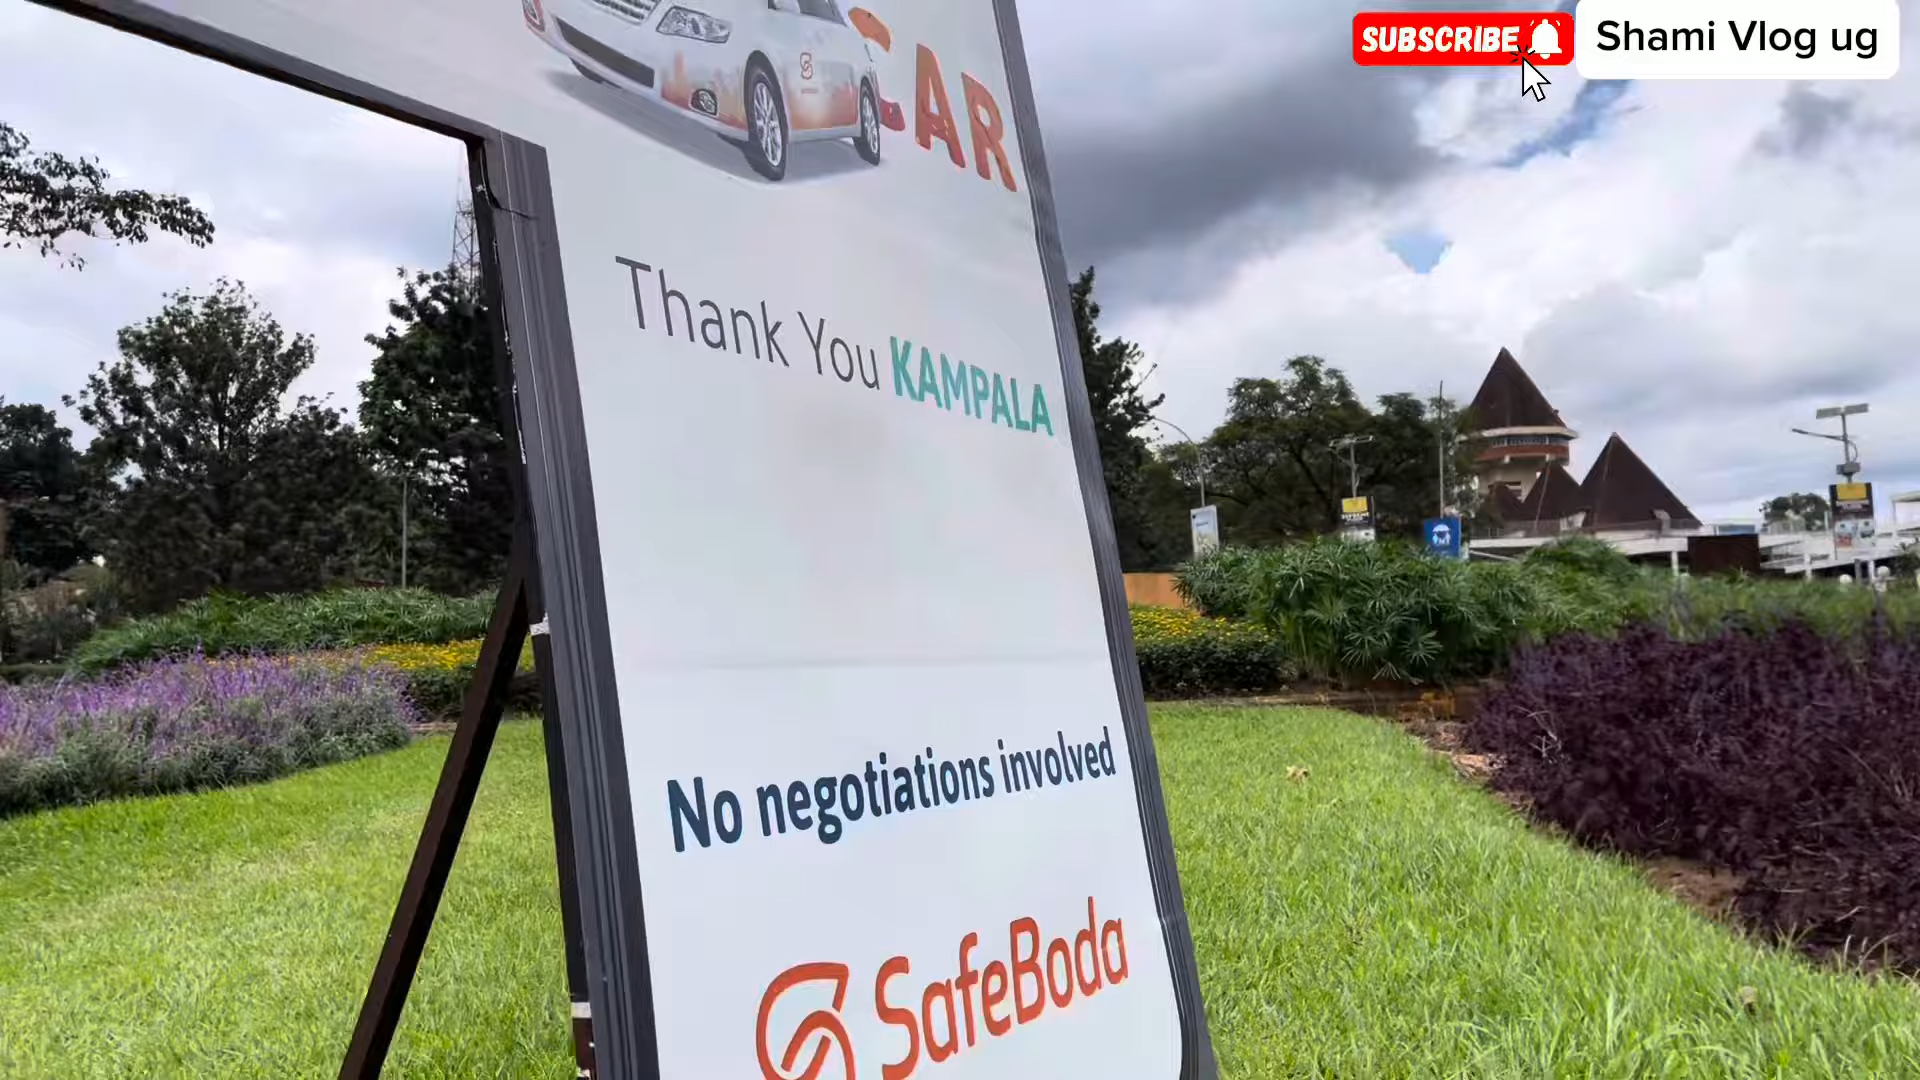 SUBSCRIBE
Shami Vlog ug
CAR
Thank You KAMPALA
No negotiations involved
SafeBoda